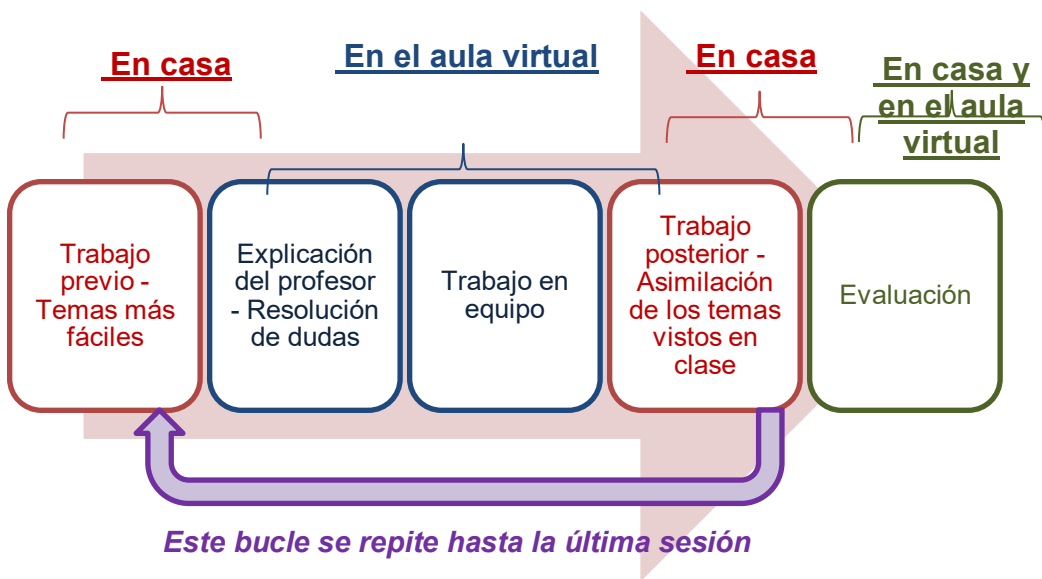 En casa
En el aula virtual
En casa
En casa y
en el aula
virtual
Trabajo
previo -
Temas más
fáciles
Explicación
del profesor
- Resolución
de dudas
Trabajo en
equipo
Trabajo
posterior -
Asimilación
de los temas
vistos en
clase
Evaluación
Este bucle se repite hasta la última sesión